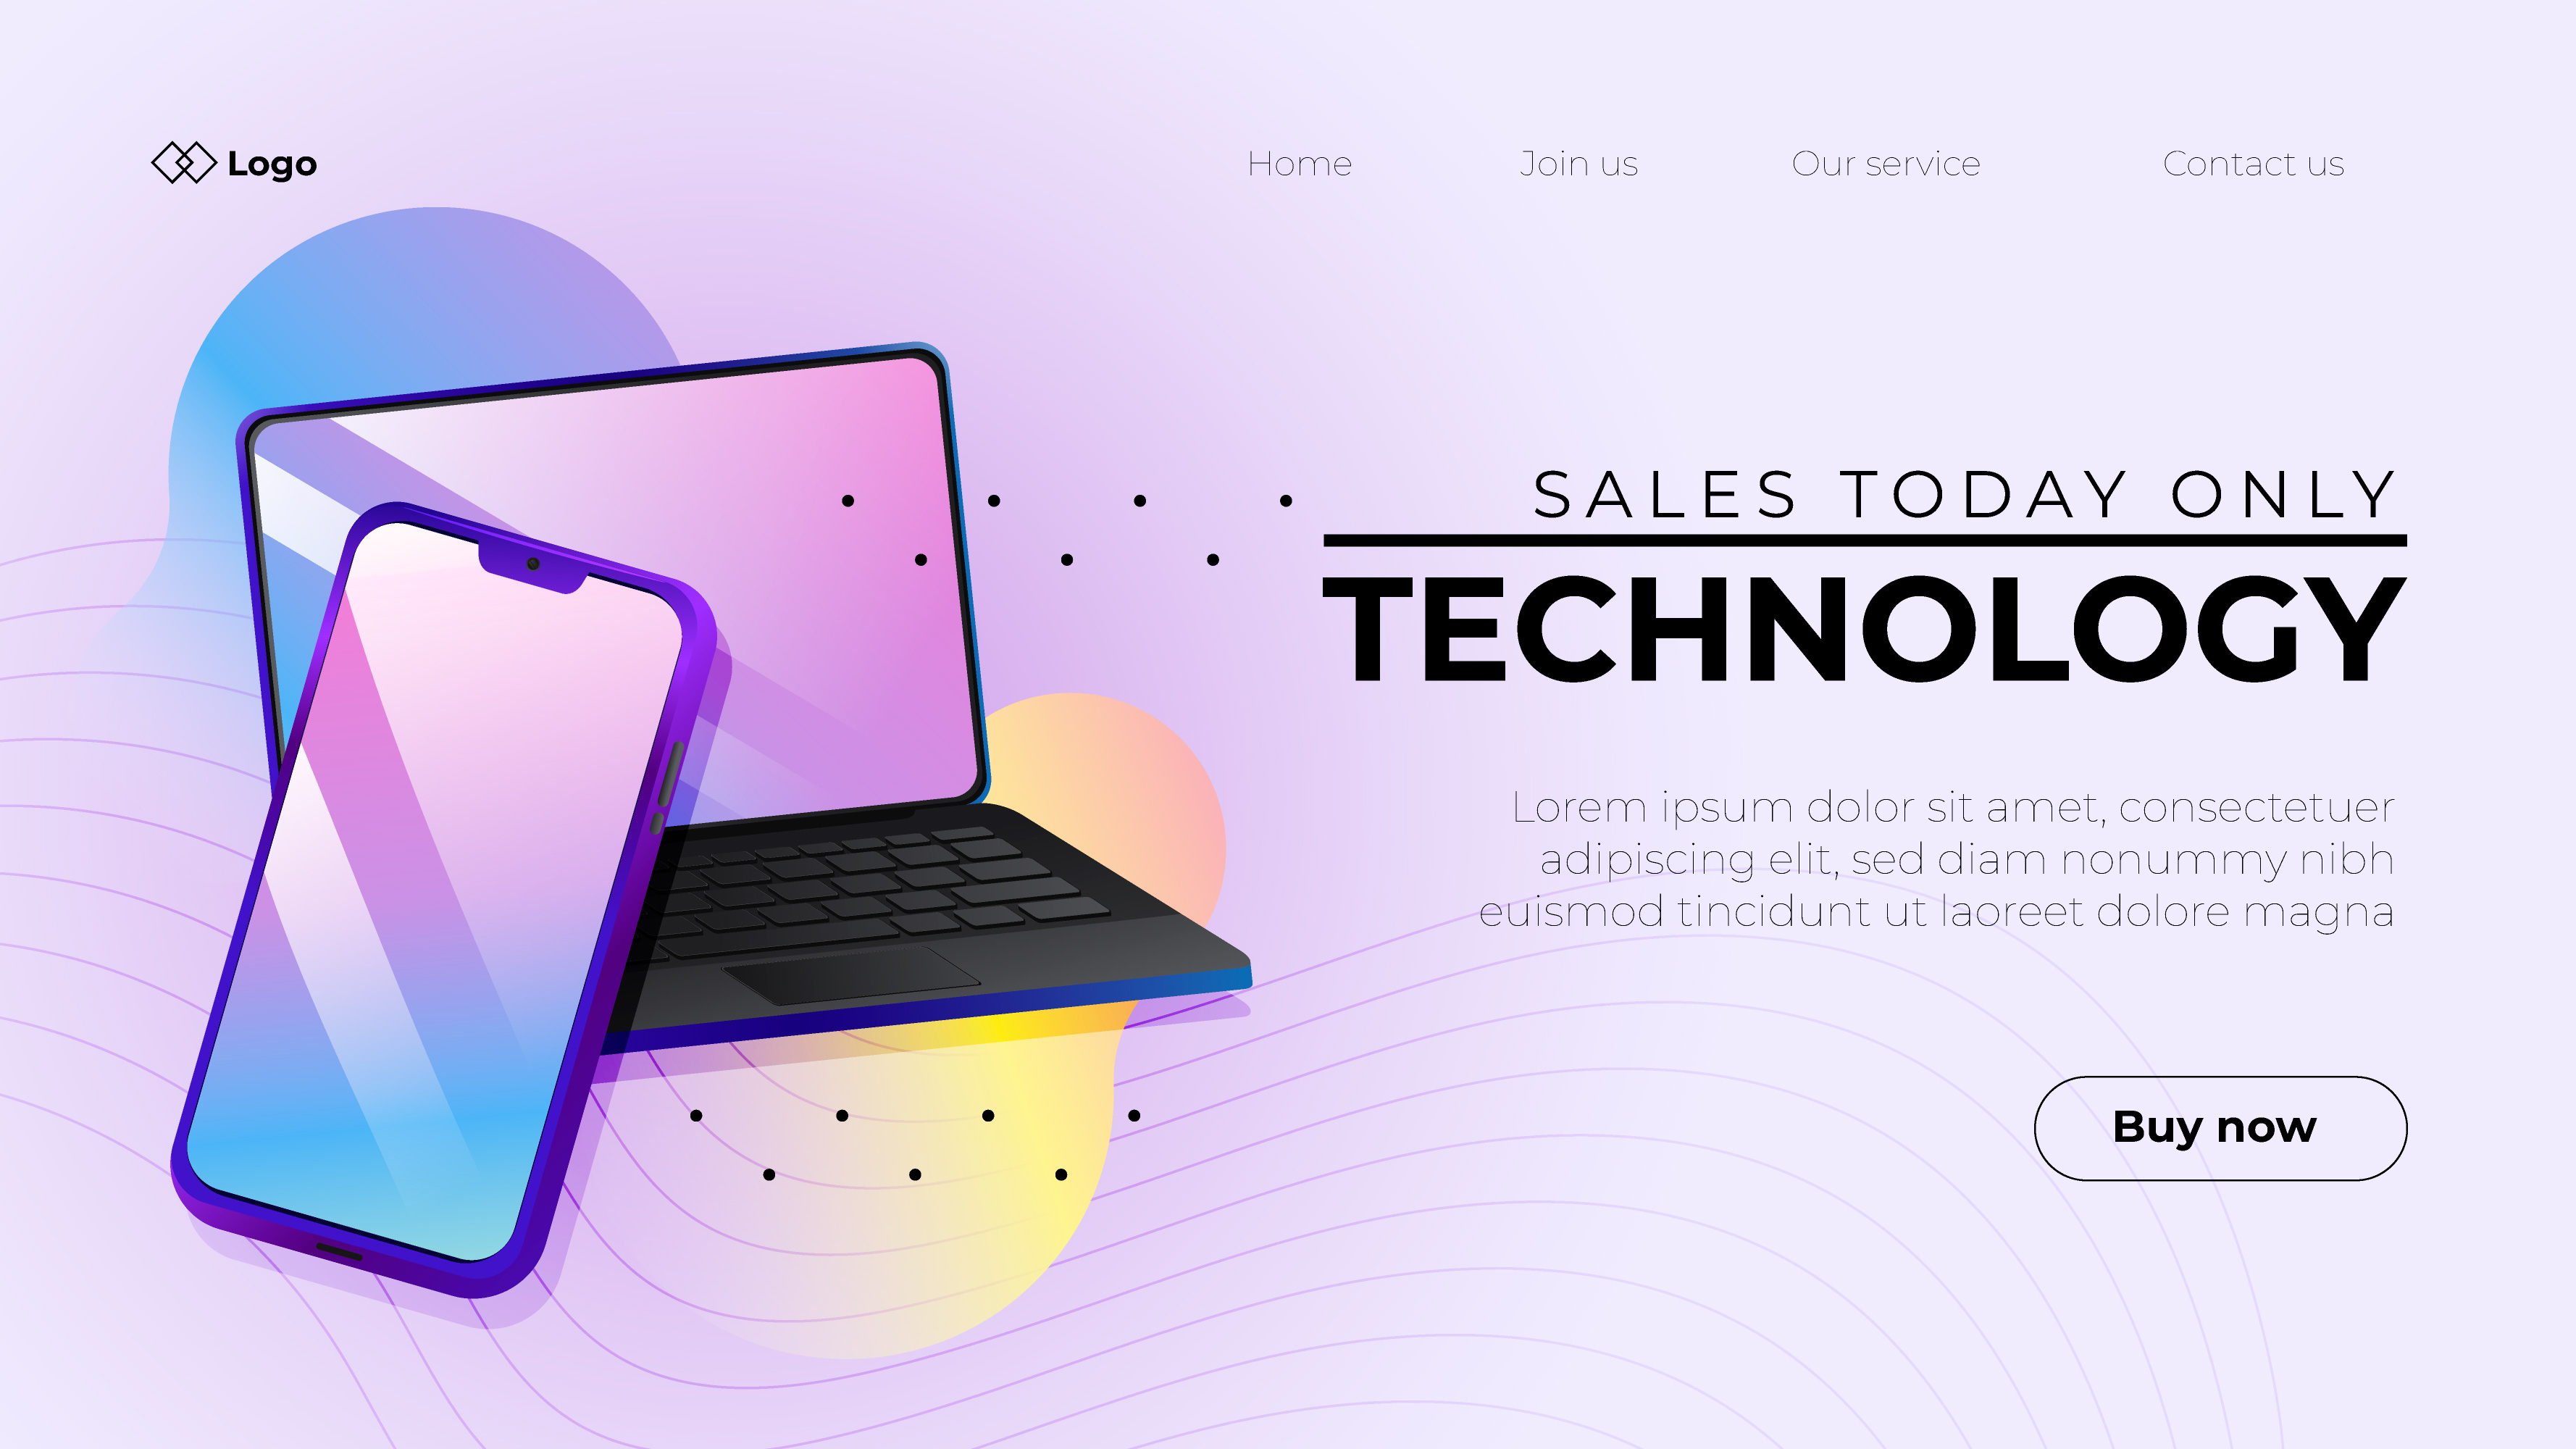 Logo
Home Join us Our service Contact us
SALES TODAY ONLY
TECHNOLOGY
Lorem ipsum dolor sit amet, consectetuer
adipiscing elit, sed diam nonummy nibh
euismod tincidunt ut laoreet dolore magna
Buy now